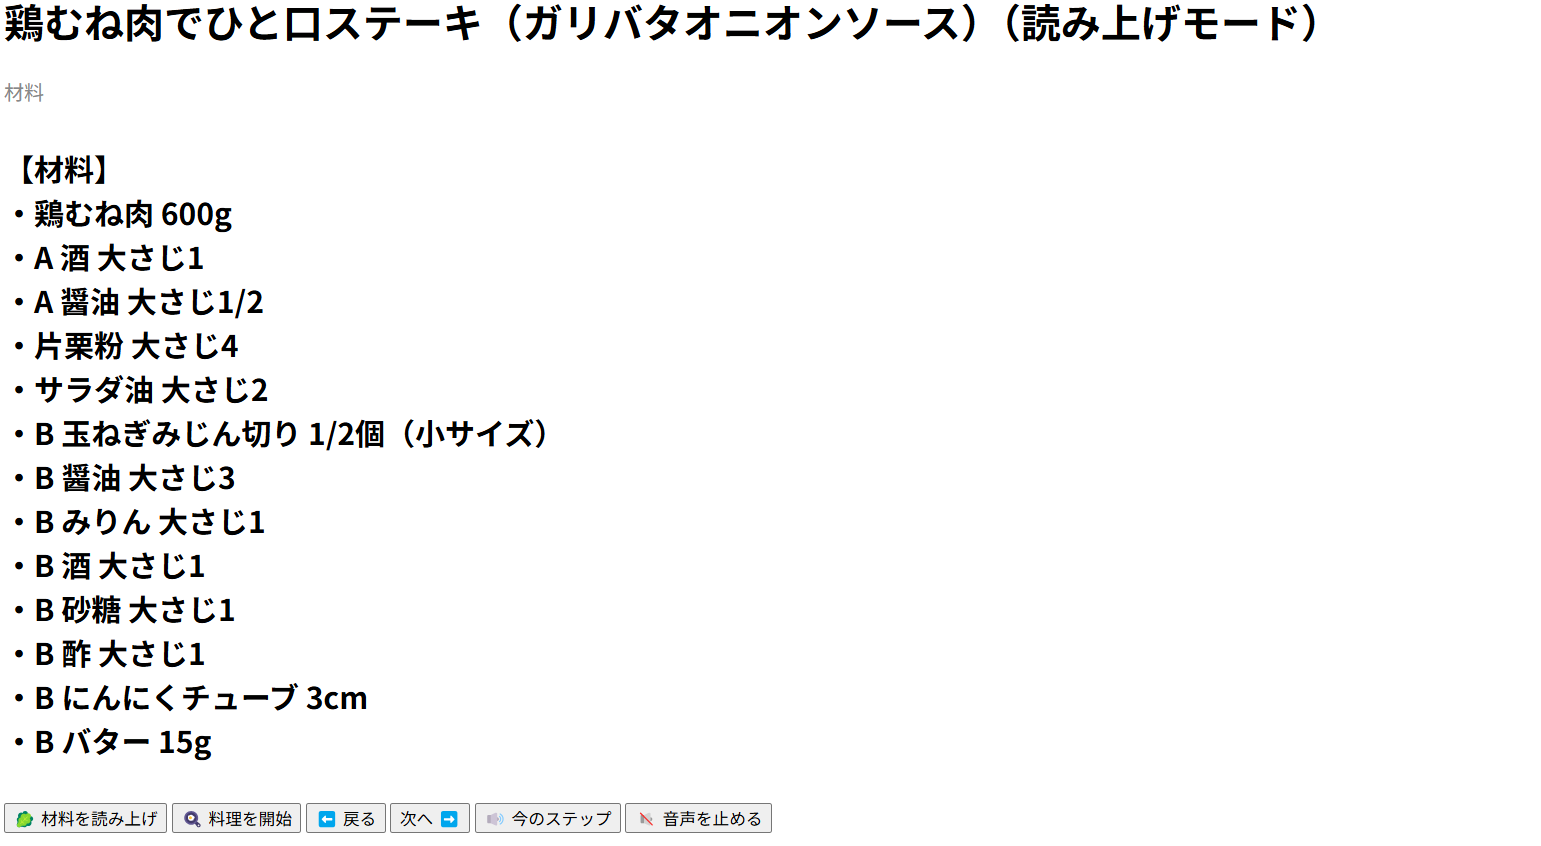 鶏むね肉でひと口ステーキ（ガリバタオニオンソース）（読み上げモード）
材料
【材料】
・鶏むね肉 600g
・A 酒 大さじ1
・A 醤油 大さじ1/2
・片栗粉 大さじ4
・サラダ油 大さじ2
・B 玉ねぎみじん切り 1/2個（小サイズ）
・B 醤油 大さじ3
・B みりん 大さじ1
・B 酒 大さじ1
・B 砂糖 大さじ1
・B 酢 大さじ1
・B にんにくチューブ 3cm
・B バター 15g
🥬 材料を読み上げ 🍳 料理を開始 ⬅️ 戻る 次へ ➡️ 🔊 今のステップ 🔇 音声を止める